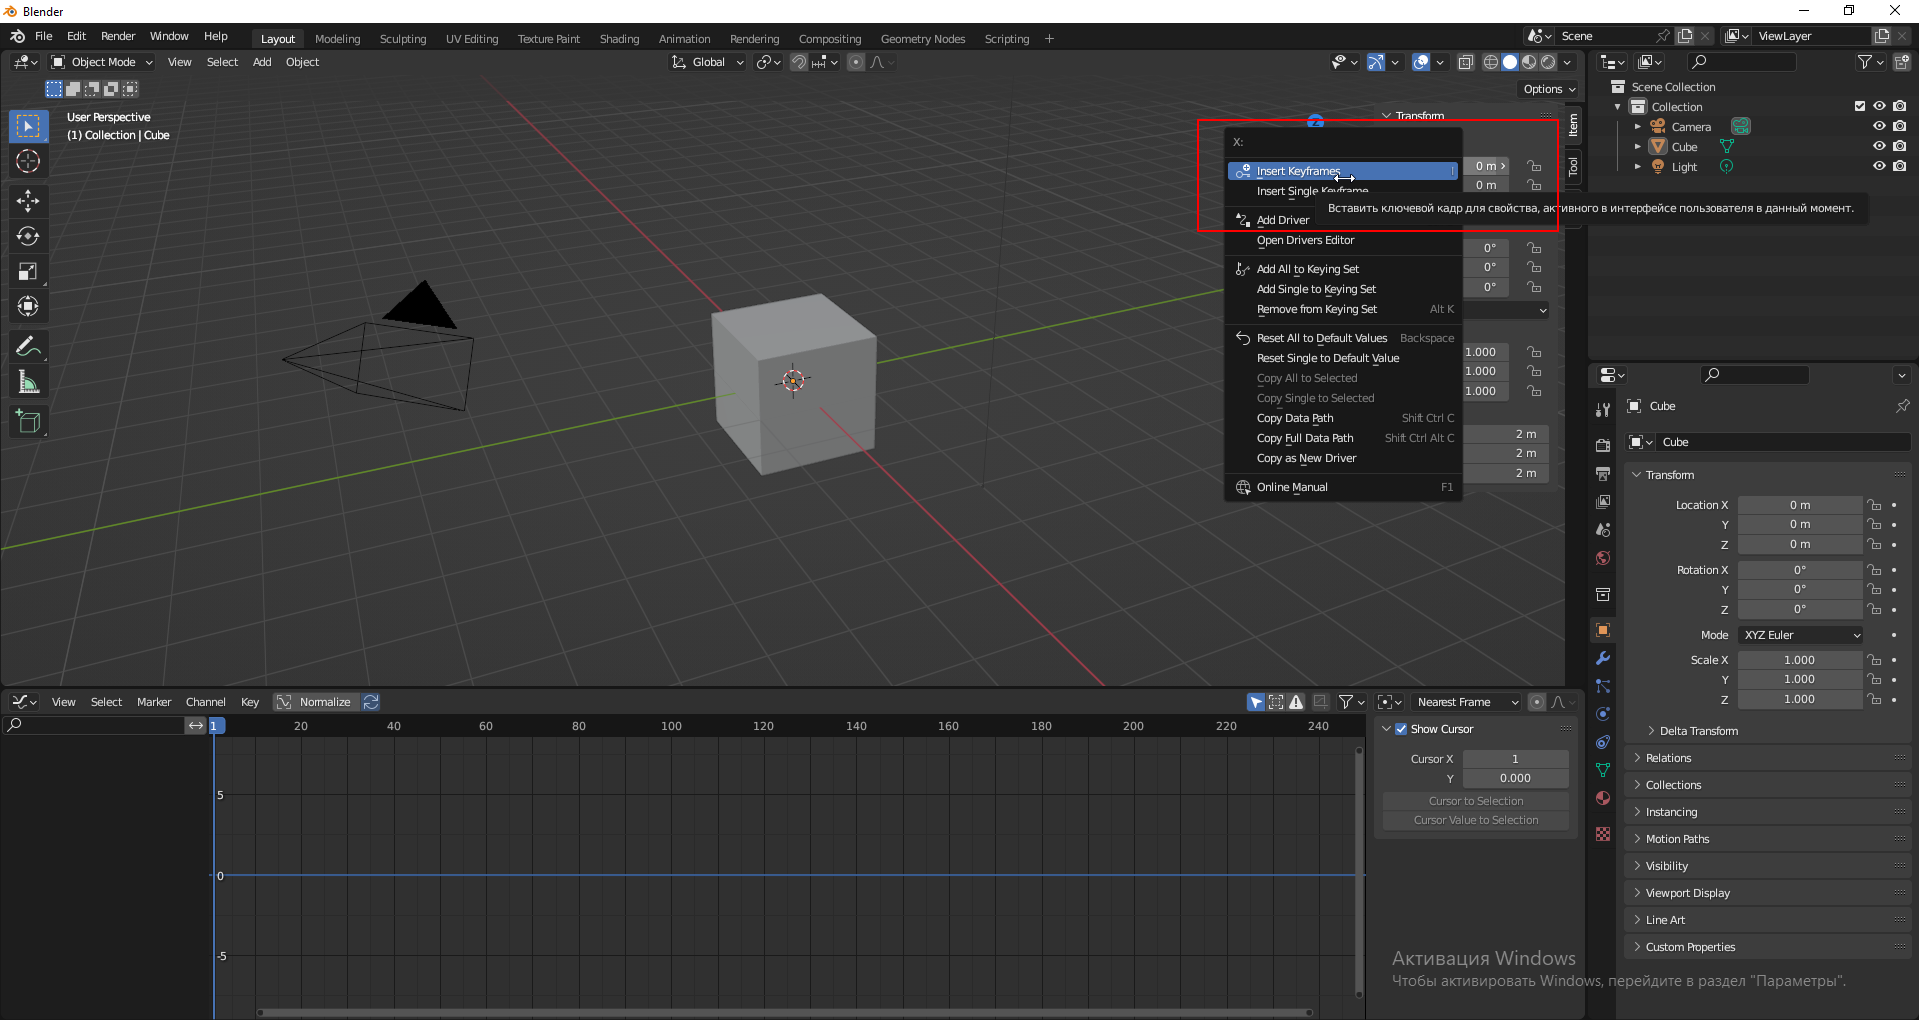 Blender
File Edit Render Window Help Layout Modeling Sculpting UV Editing Texture Paint Shading Animation Rendering Compositing Geometry Nodes Scripting + Scene ViewLayer
Object Mode View Select Add Object Global
Options
User Perspective
(1) Collection | Cube
Transform
Item
Tool
X:
Insert Keyframes I
Insert Single Keyframe
Вставить ключевой кадр для свойства, активного в интерфейсе пользователя в данный момент.
Add Driver
Open Drivers Editor
Add All to Keying Set
Add Single to Keying Set
Remove from Keying Set Alt K
Reset All to Default Values Backspace
Reset Single to Default Value
Copy All to Selected
Copy Single to Selected
Copy Data Path Shift Ctrl C
Copy Full Data Path Shift Ctrl Alt C
Copy as New Driver
Online Manual F1
0 m
0 m
0°
0°
0°
1.000
1.000
1.000
2 m
2 m
2 m
Scene Collection
Collection
Camera
Cube
Light
Cube
Cube
Transform
Location X 0 m
Y 0 m
Z 0 m
Rotation X 0°
Y 0°
Z 0°
Mode XYZ Euler
Scale X 1.000
Y 1.000
Z 1.000
Delta Transform
Relations
Collections
Instancing
Motion Paths
Visibility
Viewport Display
Line Art
Custom Properties
View Select Marker Channel Key Normalize Nearest Frame
1 20 40 60 80 100 120 140 160 180 200 220 240
5
0
-5
Show Cursor
Cursor X 1
Y 0.000
Cursor to Selection
Cursor Value to Selection
Активация Windows
Чтобы активировать Windows, перейдите в раздел "Параметры".